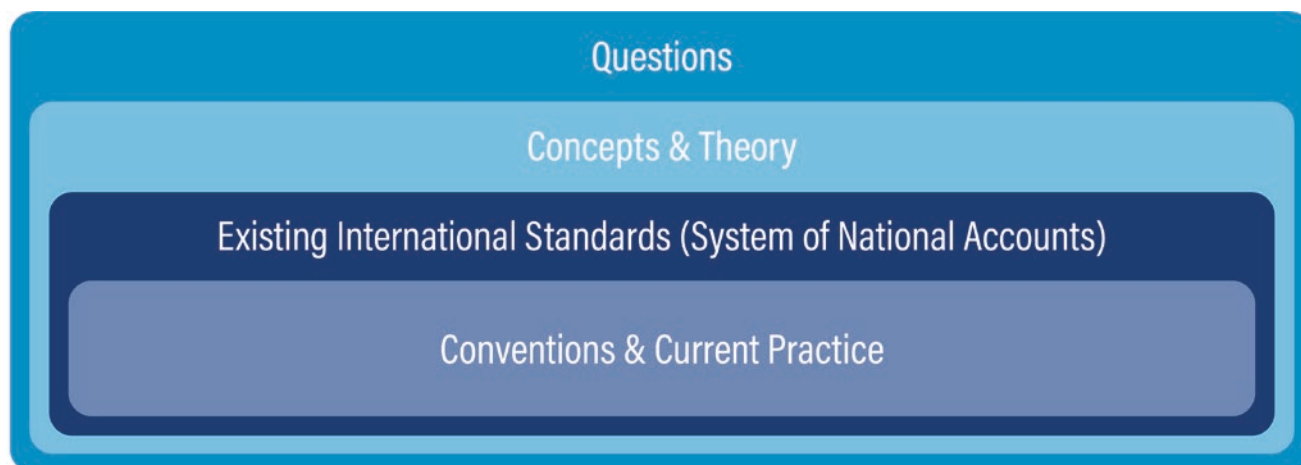 Questions
Concepts & Theory
Existing International Standards (System of National Accounts)
Conventions & Current Practice